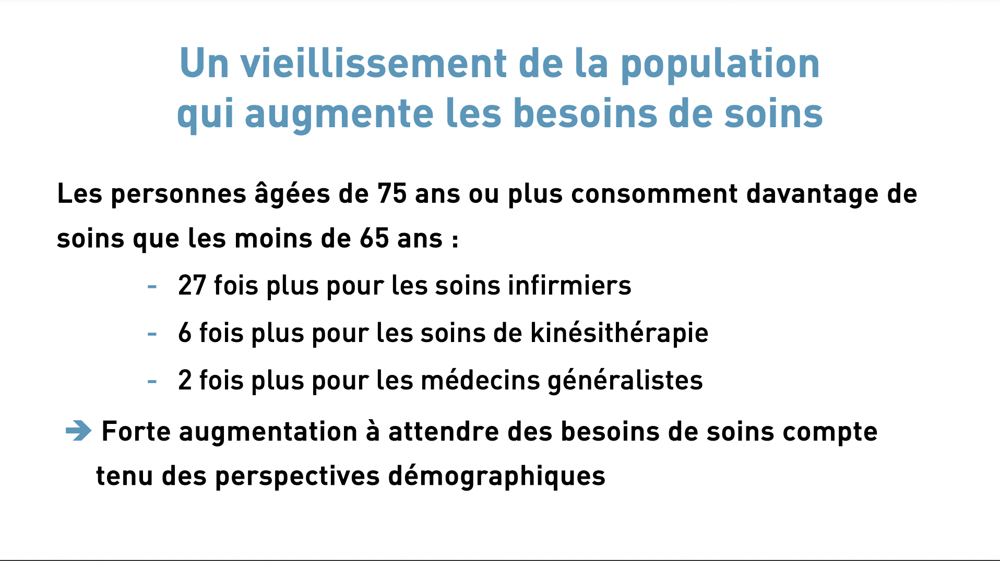 Un vieillissement de la population
qui augmente les besoins de soins
Les personnes âgées de 75 ans ou plus consomment davantage de
soins que les moins de 65 ans :
- 27 fois plus pour les soins infirmiers
- 6 fois plus pour les soins de kinésithérapie
- 2 fois plus pour les médecins généralistes
➔ Forte augmentation à attendre des besoins de soins compte
tenu des perspectives démographiques